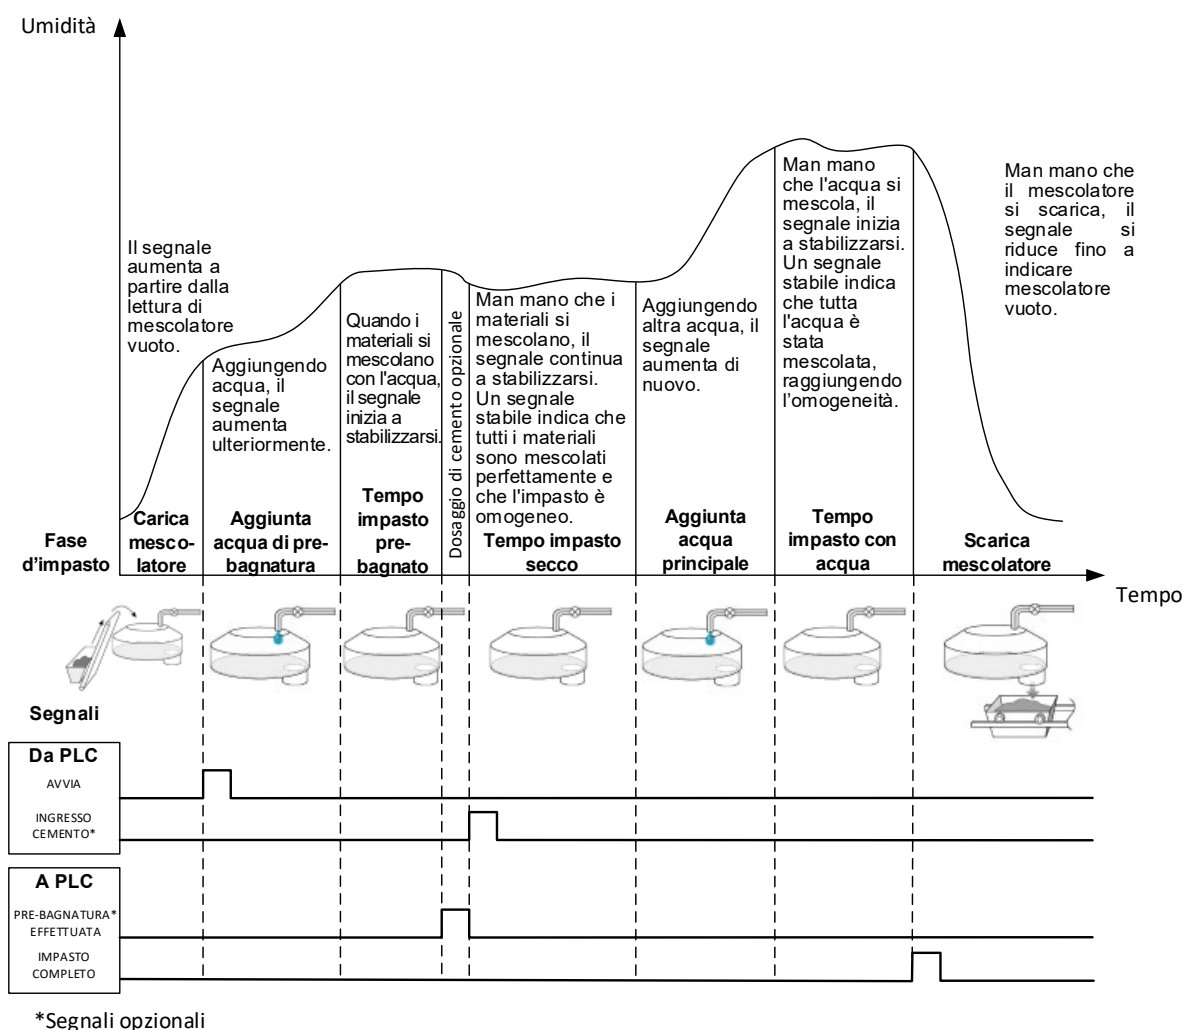 Umidità
Il segnale
aumenta a
partire dalla
lettura di
mescolatore
vuoto.
Aggiungendo
acqua, il
segnale
aumenta
ulteriormente.
Quando i
materiali si
mescolano
con l'acqua,
il segnale
inizia a
stabilizzarsi.
Dosaggio di cemento opzionale
Man mano che i
materiali si
mescolano, il
segnale continua
a stabilizzarsi.
Un segnale
stabile indica che
tutti i materiali
sono mescolati
perfettamente e
che l'impasto è
omogeneo.
Aggiungendo
altra acqua, il
segnale
aumenta di
nuovo.
Man mano
che l'acqua si
mescola, il
segnale inizia
a stabilizzarsi.
Un segnale
stabile indica
che tutta
l'acqua è
stata
mescolata,
raggiungendo
l'omogeneità.
Man mano che
il mescolatore
si scarica, il
segnale si
riduce fino a
indicare
mescolatore
vuoto.
Fase
d'impasto
Carica
mesco-
latore
Aggiunta
acqua di pre-
bagnatura
Tempo
impasto
pre-
bagnato
Tempo impasto
secco
Aggiunta
acqua
principale
Tempo
impasto con
acqua
Scarica
mescolatore
Tempo
Segnali
Da PLC
AVVIA
INGRESSO
CEMENTO*
A PLC
PRE-BAGNATURA*
EFFETTUATA
IMPASTO
COMPLETO
*Segnali opzionali